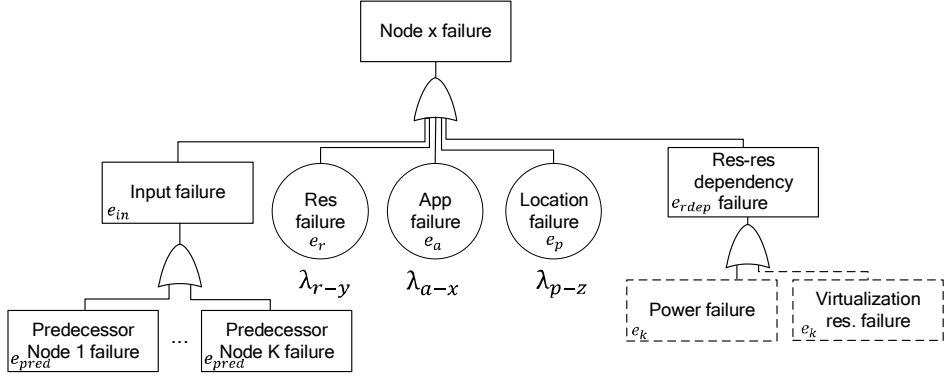 Node x failure
Input failure
e_in
Res
failure
e_r
App
failure
e_a
Location
failure
e_p
Res-res
dependency
failure
e_rdep
λ_r−y
λ_a−x
λ_p−z
Predecessor
Node 1 failure
e_pred
...
Predecessor
Node K failure
e_pred
Power failure
e_k
Virtualization
res. failure
e_k